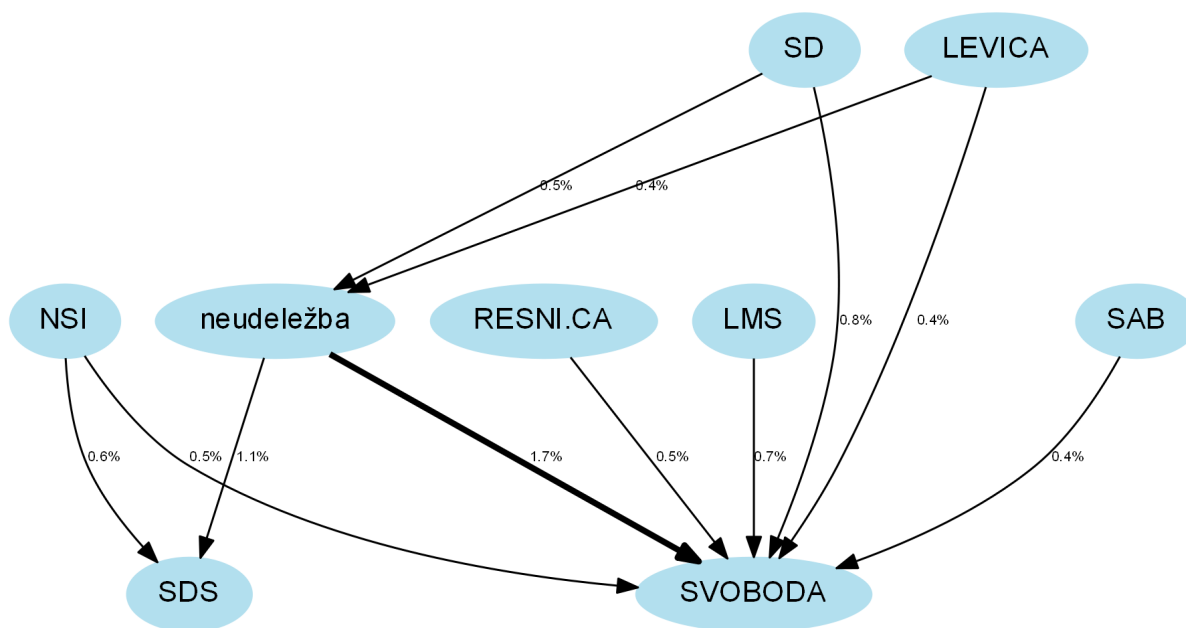 SD
LEVICA
0.5%
0.4%
NSI
neudeležba
RESNI.CA
LMS
SAB
0.8%
0.4%
0.6%
0.5%
1.1%
1.7%
0.5%
0.7%
0.4%
SDS
SVOBODA